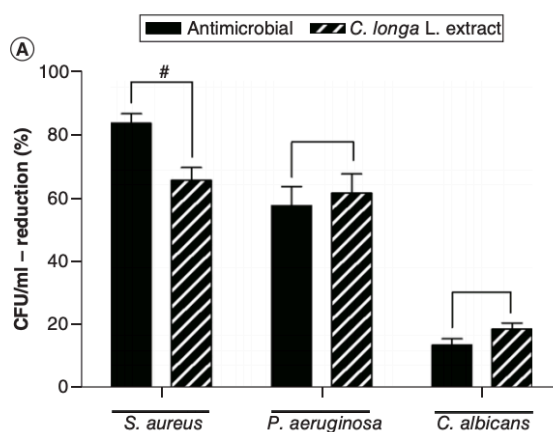 Antimicrobial C. longa L. extract
A
#
CFU/ml – reduction (%)
100
80
60
40
20
0
S. aureus P. aeruginosa C. albicans